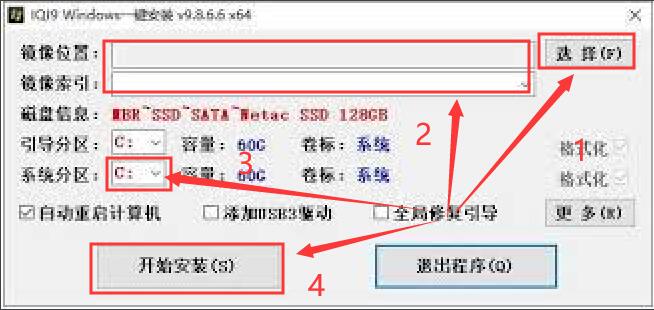 IQI9 Windows一键安装 v9.8.6.6 x64
镜像位置: 选 择(F)
镜像索引:
2
磁盘信息: MBR~SSD~SATA~Netac SSD 128GB
引导分区: C: 容量: 60G 卷标: 系统 格式化
1
3
系统分区: C: 容量: 60G 卷标: 系统 格式化
自动重启计算机 添加USB3驱动 全局修复引导 更 多(R)
开始安装(S) 退出程序(Q)
4